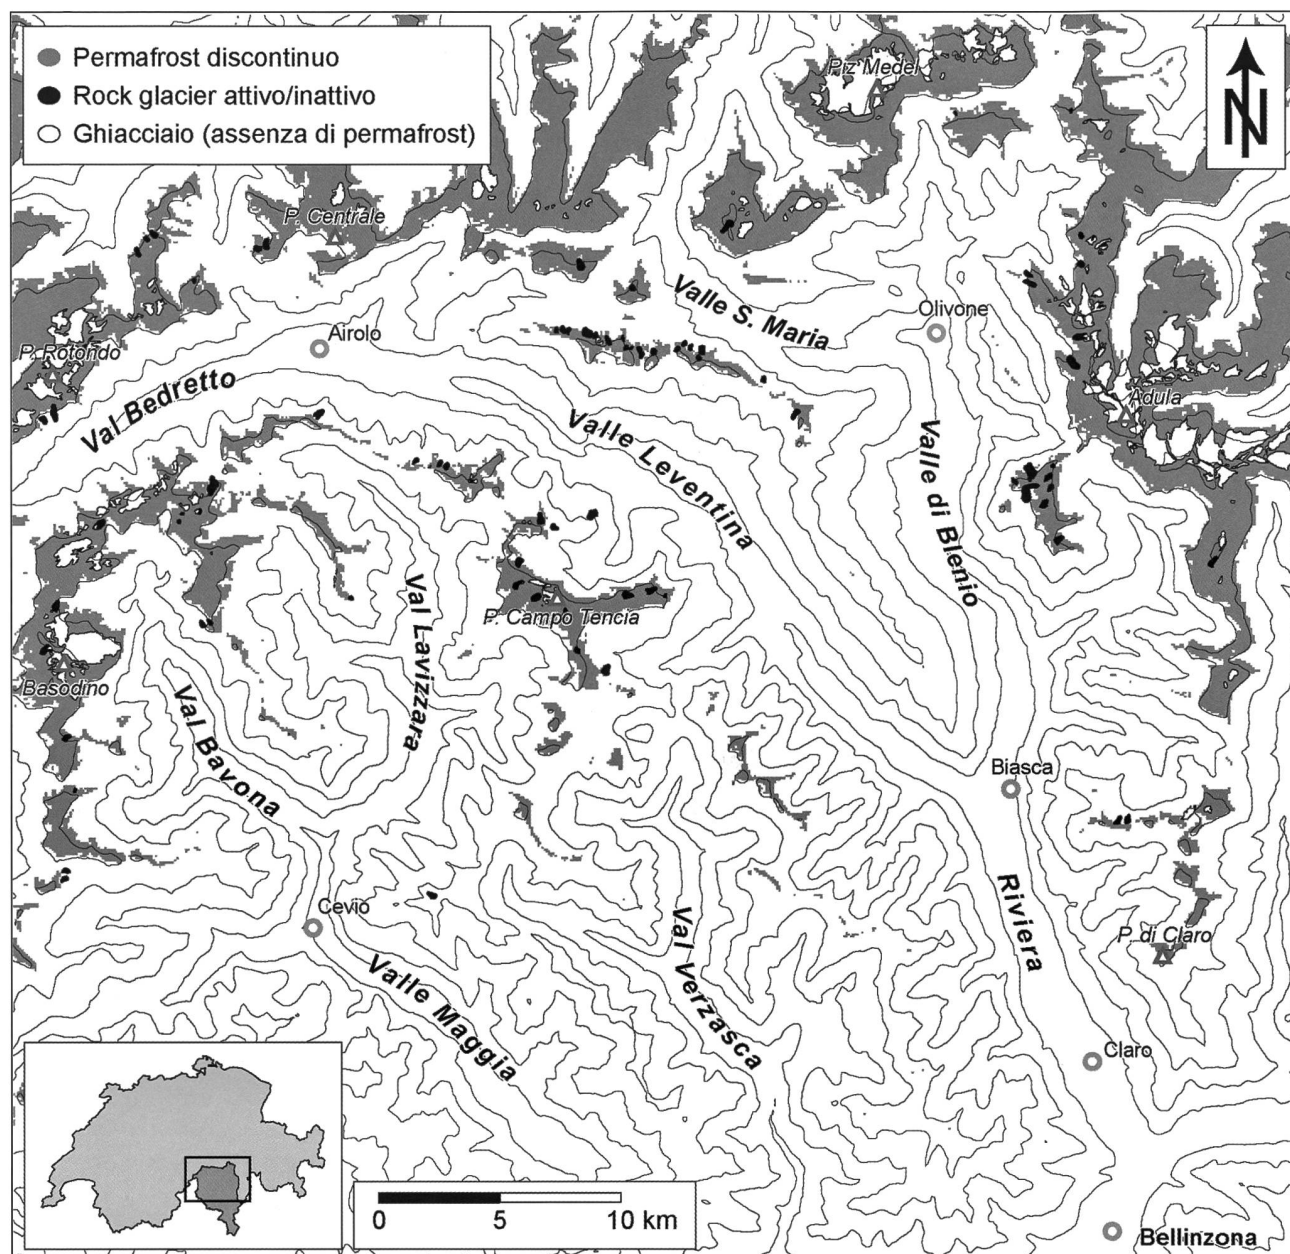 Permafrost discontinuo
Rock glacier attivo/inattivo
Ghiacciaio (assenza di permafrost)
N
Piz Medel
P. Centrale
Valle S. Maria
Olivone
Airolo
P. Rotondo
Val Bedretto
Adula
Valle Leventina
Valle di Blenio
Val Lavizzara
P. Campo Tencia
Basodino
Val Bavona
Biasca
Cevio
Riviera
P. di Claro
Valle Maggia
Val Verzasca
Claro
0 5 10 km
Bellinzona